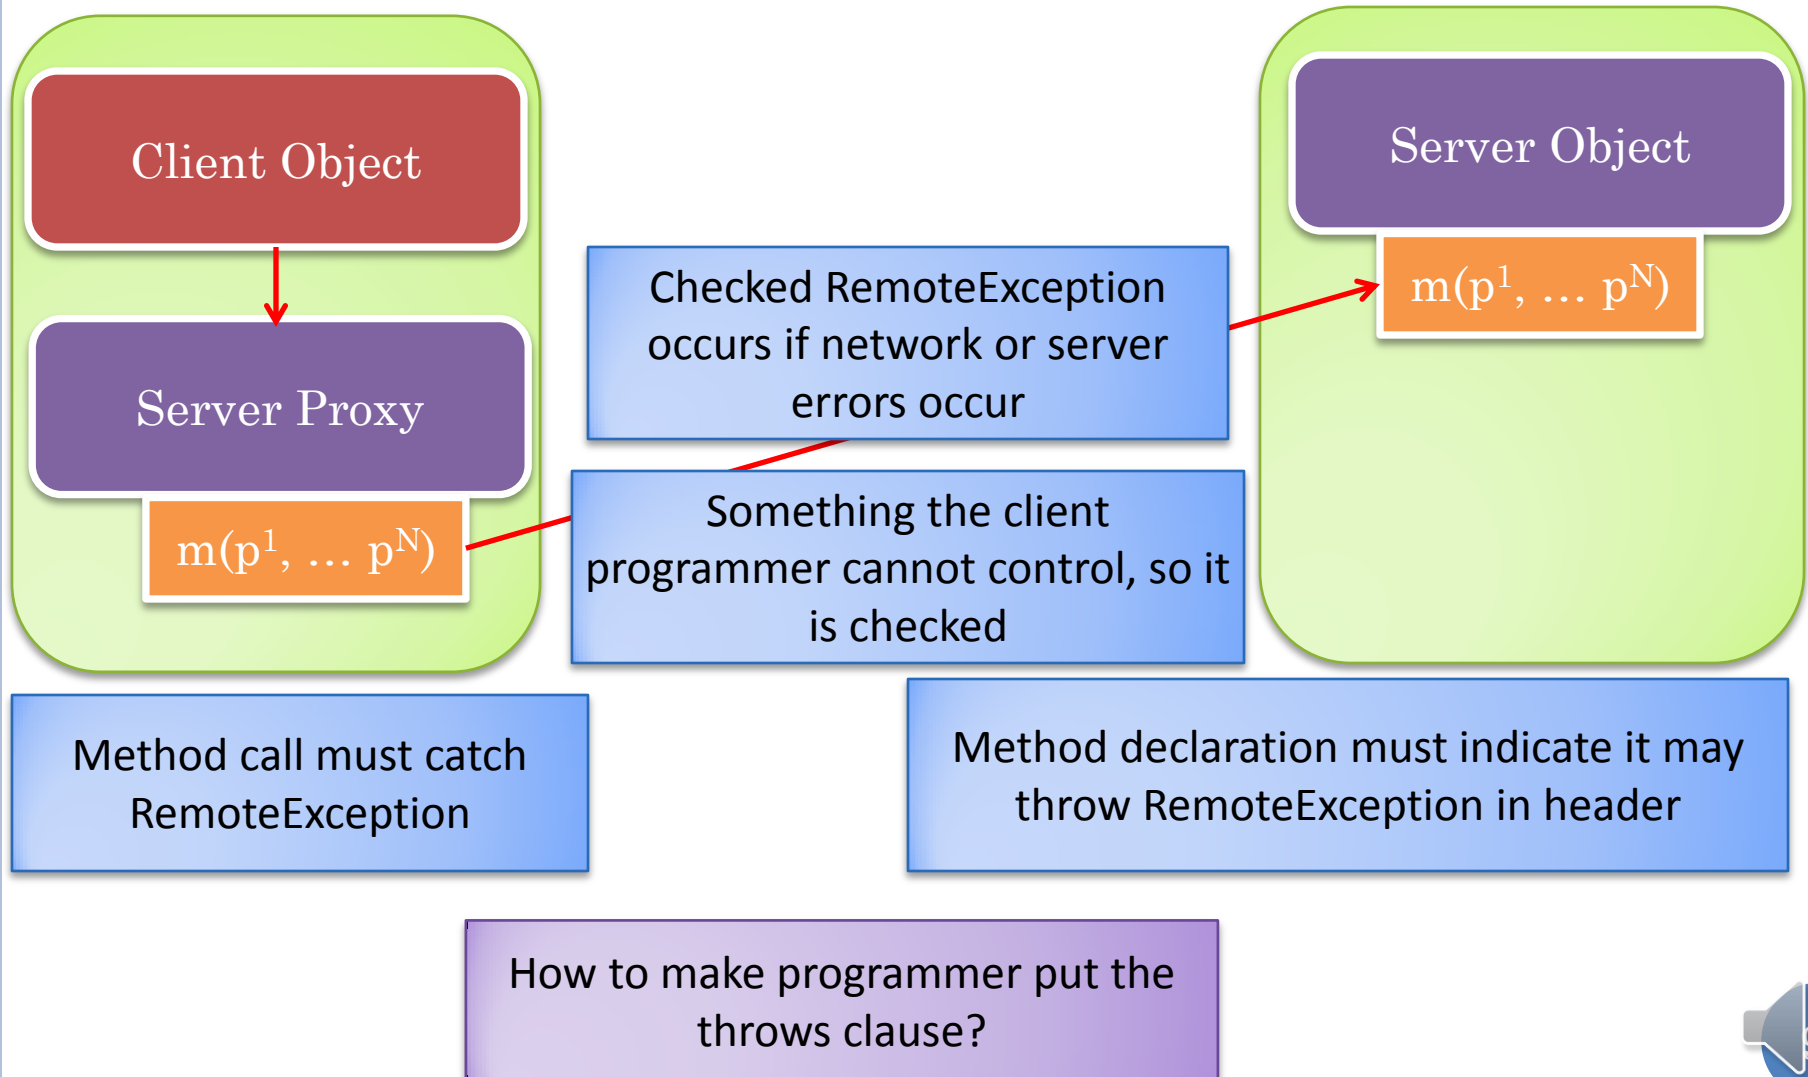 Client Object
Server Proxy
m(p¹, … pᴺ)
Checked RemoteException
occurs if network or server
errors occur
Something the client
programmer cannot control, so it
is checked
Server Object
m(p¹, … pᴺ)
Method call must catch
RemoteException
Method declaration must indicate it may
throw RemoteException in header
How to make programmer put the
throws clause?